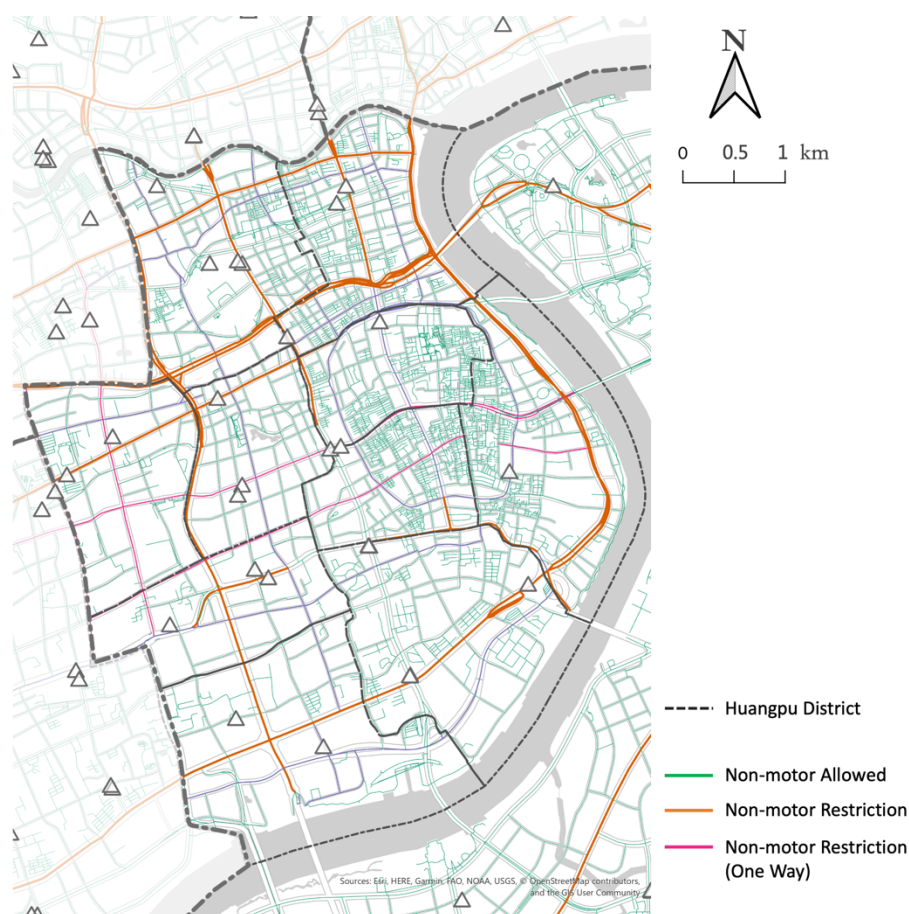 N
0 0.5 1 km
Huangpu District
Non-motor Allowed
Non-motor Restriction
Non-motor Restriction
(One Way)
Sources: Esri, HERE, Garmin, FAO, NOAA, USGS, © OpenStreetMap contributors,
and the GIS User Community